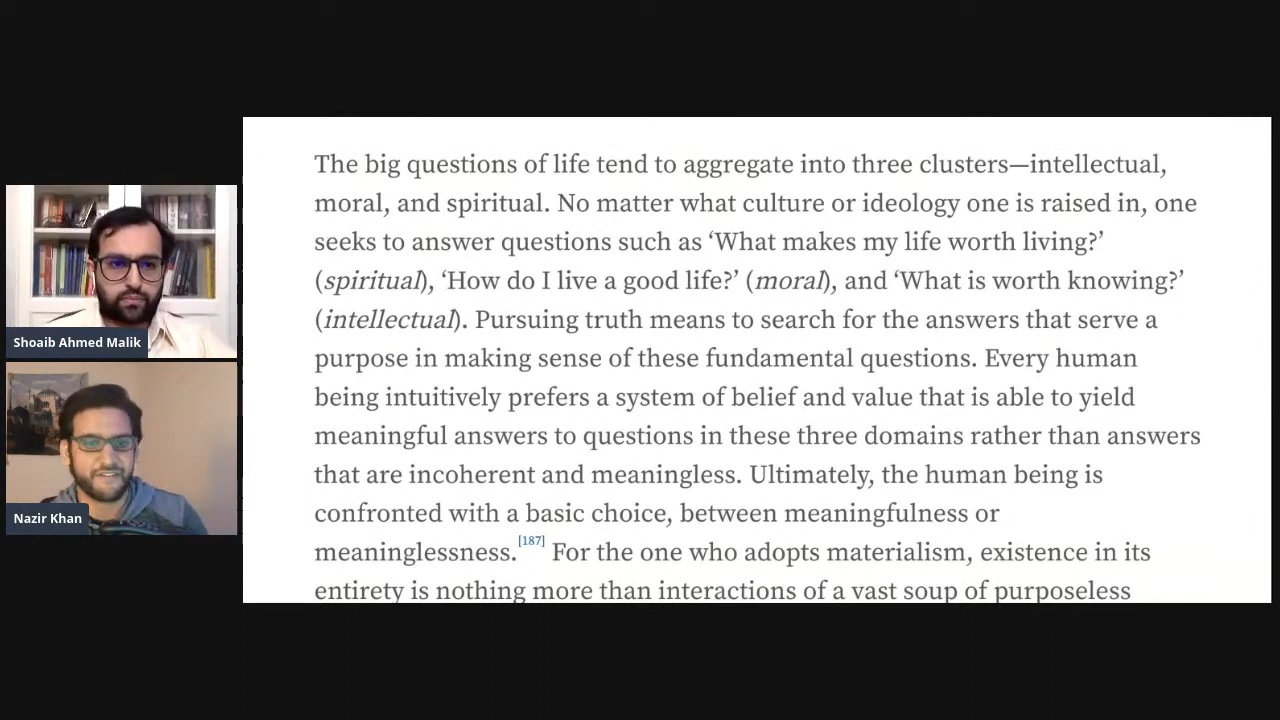 Shoaib Ahmed Malik
Nazir Khan
The big questions of life tend to aggregate into three clusters—intellectual,
moral, and spiritual. No matter what culture or ideology one is raised in, one
seeks to answer questions such as ‘What makes my life worth living?’
(spiritual), ‘How do I live a good life?’ (moral), and ‘What is worth knowing?’
(intellectual). Pursuing truth means to search for the answers that serve a
purpose in making sense of these fundamental questions. Every human
being intuitively prefers a system of belief and value that is able to yield
meaningful answers to questions in these three domains rather than answers
that are incoherent and meaningless. Ultimately, the human being is
confronted with a basic choice, between meaningfulness or
meaninglessness.[187] For the one who adopts materialism, existence in its
entirety is nothing more than interactions of a vast soup of purposeless